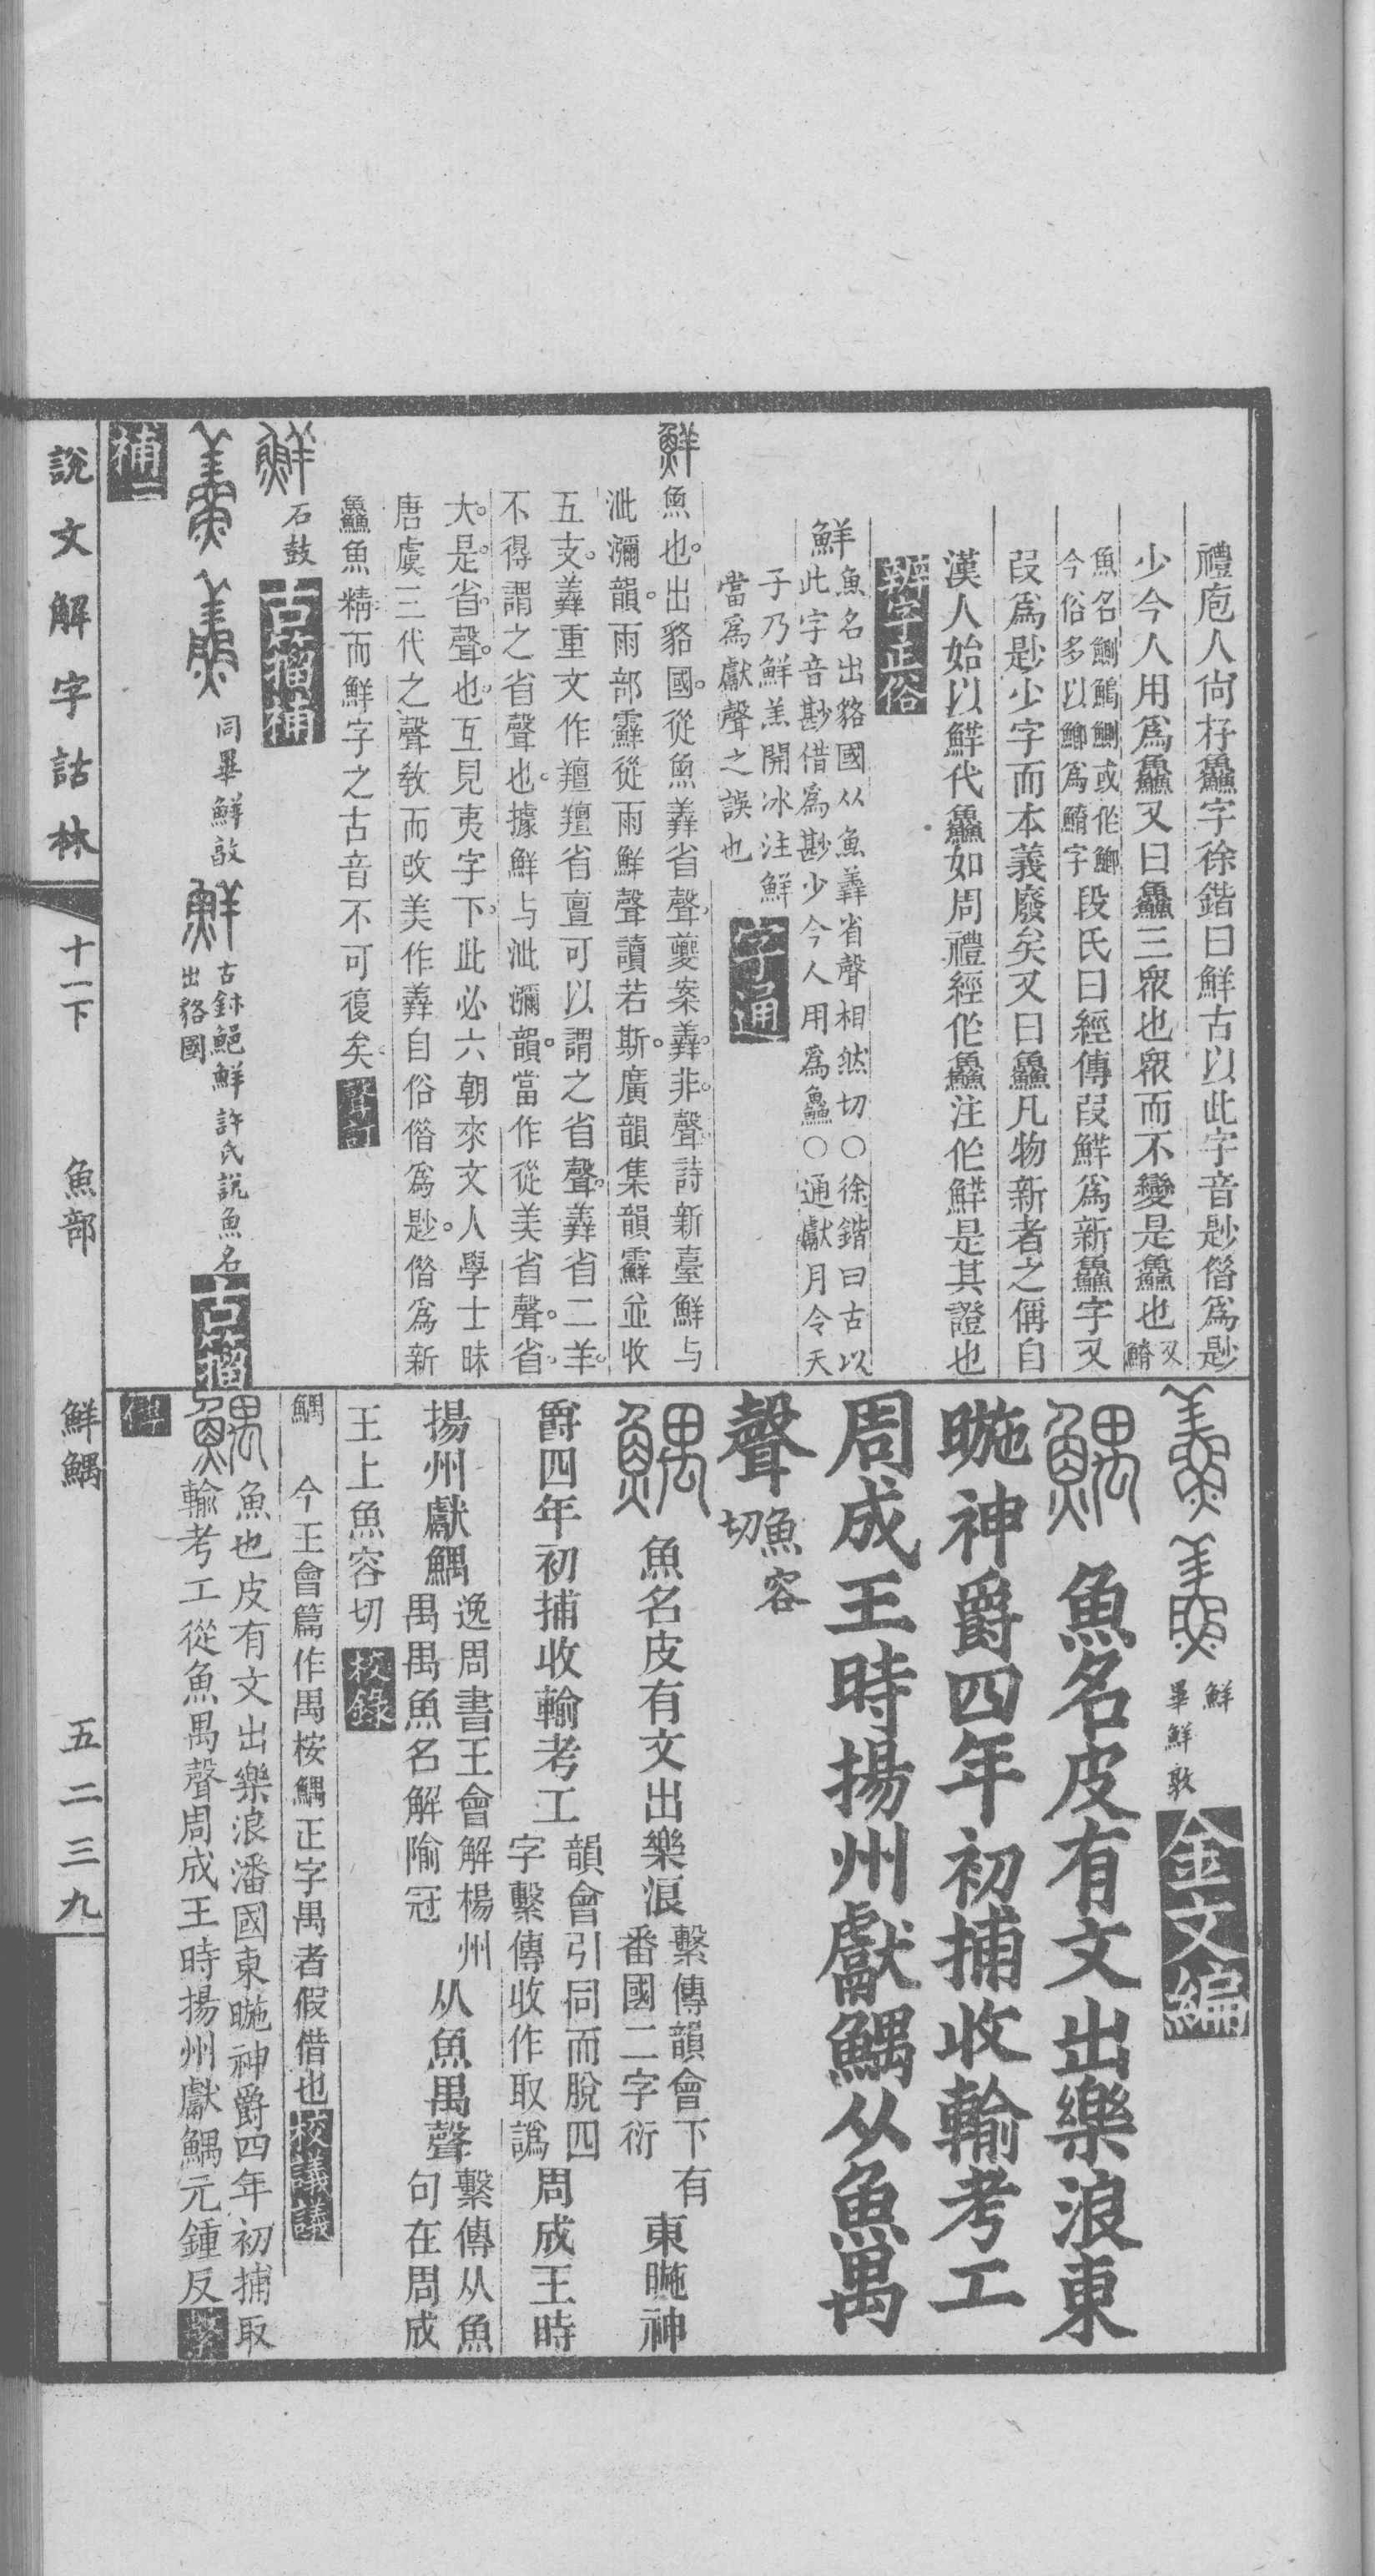 禮庖人尙杍鱻字徐鍇曰鮮古以此字音尟偺爲尟
少今人用爲鱻又曰鱻三眾也眾而不變是鱻也又鰿
魚名鰂鰞鰂或作鯽
今俗多以鯽爲鰿字
段氏曰經傳叚鮮爲新鱻字又
叚爲尟少字而本義廢矣又曰鱻凡物新者之偁自
漢人始以鮮代鱻如周禮經作鱻注作鮮是其證也
辨字正俗
鮮
魚名出貉國从魚羴省聲相然切〇徐鍇曰古以
此字音尠借爲尠少今人用爲鱻〇通獻月令天
子乃鮮羔開冰注鮮
當爲獻聲之誤也
字通
鮮魚也。出貉國。從魚羴省聲夔案羴。非聲詩新臺鮮与
泚瀰韻。雨部霹從雨鮮聲讀若斯。廣韻集韻霹並收
五支。羴重文作羶羶省亶可以謂之省聲。羴省二羊。
不得謂之省聲也。據鮮与泚瀰韻。當作從美省聲。省
大。是。省聲。也互見夷字下。此必六朝來文人學士昧
唐虞三代之聲敎而改美作羴自俗偺爲尟。偺爲新
鱻魚精。而鮮字之古音不可復矣。
聲訂
鮮石鼓
古籀補
同畢鮮敦
鮮
古鉥鮑鮮許氏說魚名
出貉國
古籀
補二
鮮
畢鮮敦
金文編
鰅魚名皮有文出樂浪東
暆神爵四年初捕收輸考工
周成王時揚州獻鰅从魚禺
聲魚容切
鰅魚名皮有文出樂浪
繫傳韻會下有
番國二字衍
東暆神
爵四年初捕收輸考工
韻會引同而脫四
字繫傳收作取譌
周成王時
揚州獻鰅
逸周書王會解楊州
禺禺魚名解隃冠
从魚禺聲
繫傳从魚
句在周成
王上魚容切
校錄
鰅今王會篇作禺桉鰅正字禺者假借也
校議議
鰅
魚也皮有文出樂浪潘國東暆神爵四年初捕取
輸考工從魚禺聲周成王時揚州獻鰅元鍾反
繫
傳
說文解字詁林
十一下
魚部
鮮鰅
五二三九